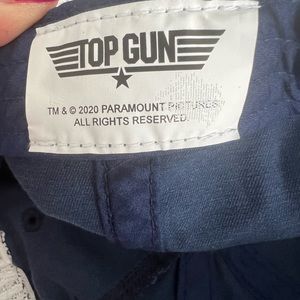 TOP GUN
TM & © 2020 PARAMOUNT PICTURES
ALL RIGHTS RESERVED.